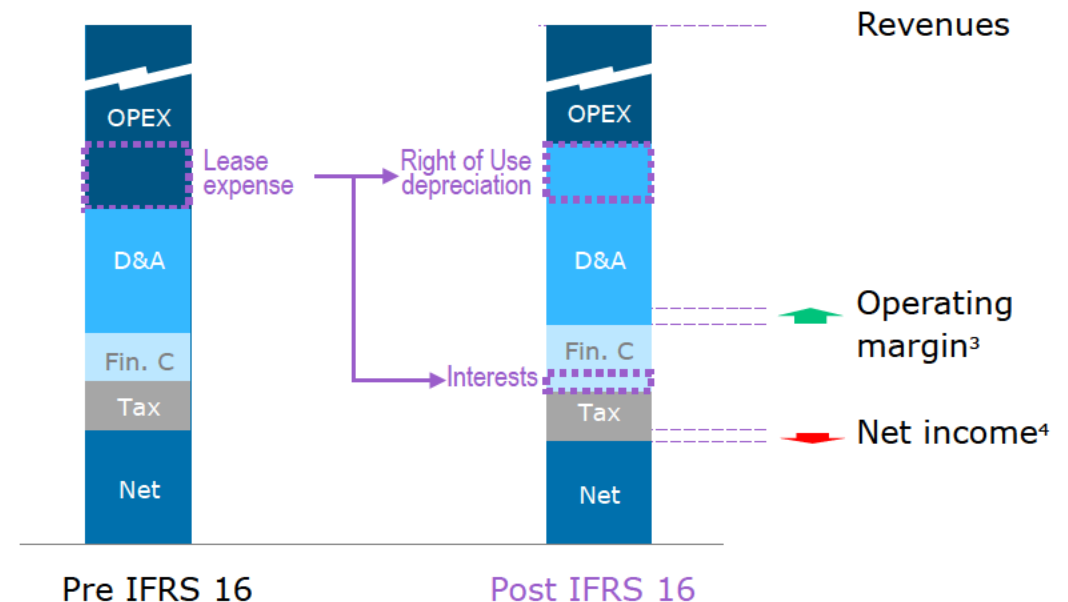 Revenues
OPEX
OPEX
Lease
expense
Right of Use
depreciation
D&A
D&A
Operating
margin³
Fin. C
Fin. C
Interests
Tax
Tax
Net income⁴
Net
Net
Pre IFRS 16
Post IFRS 16